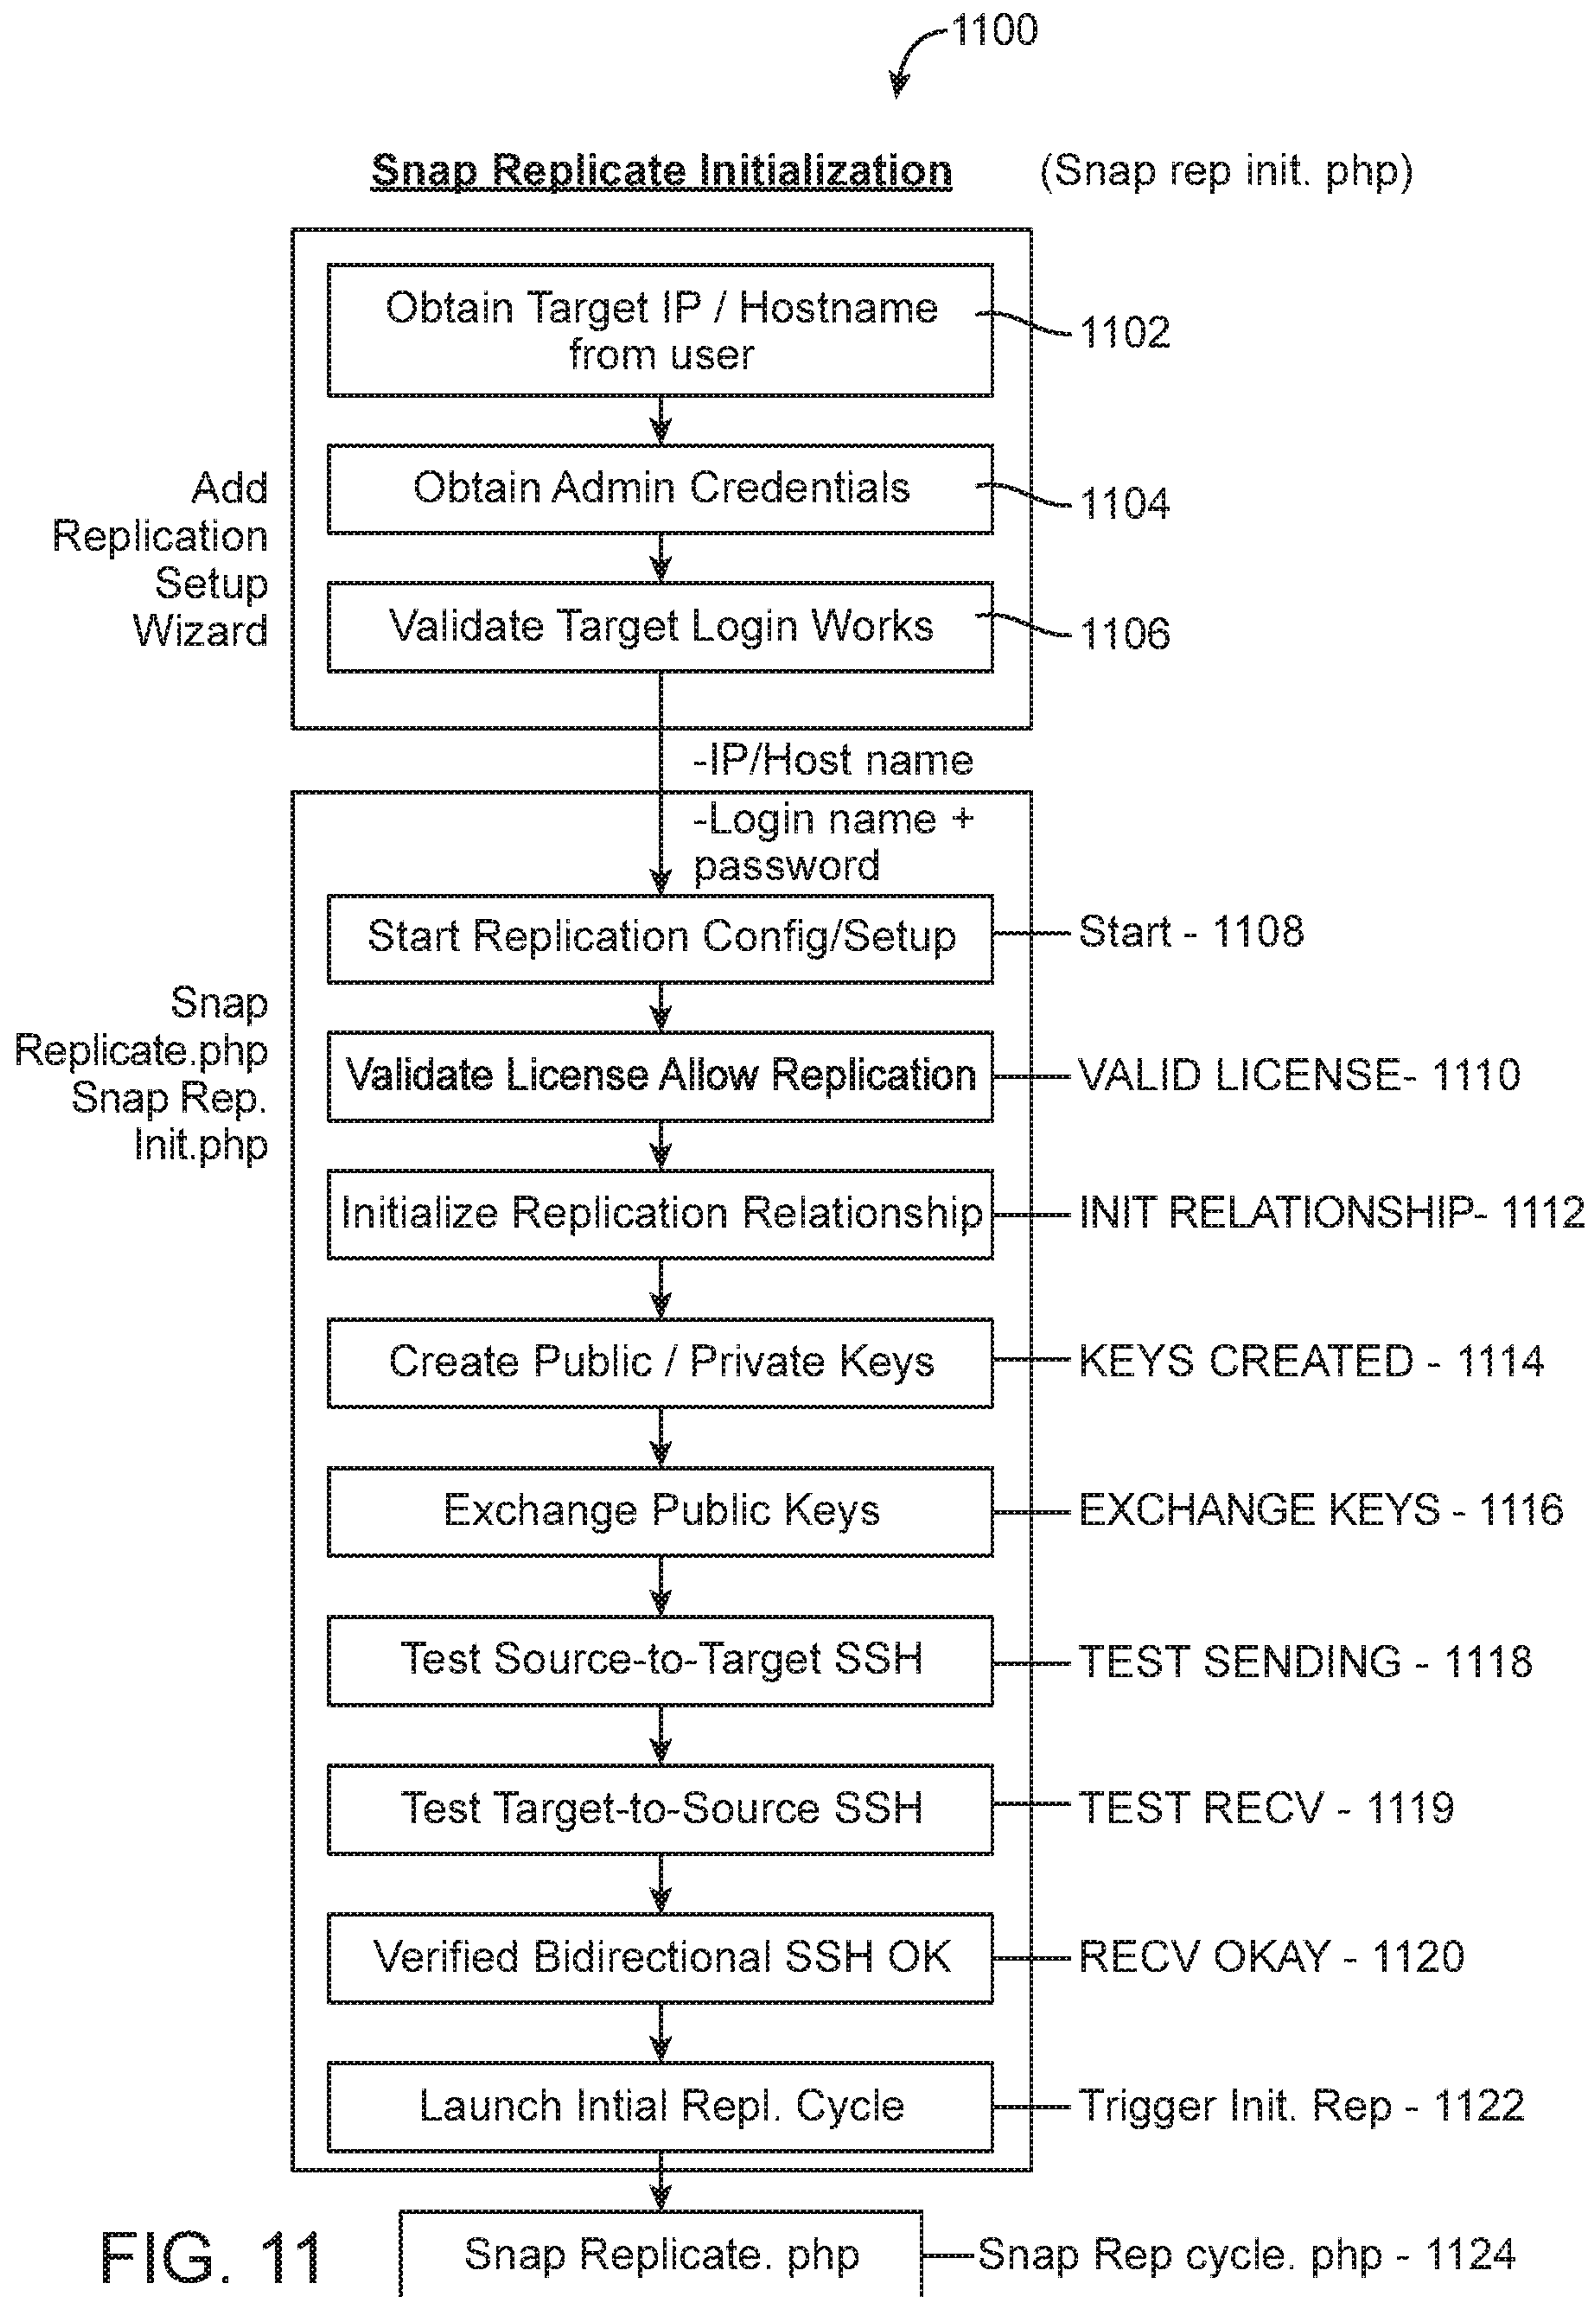 1100
Snap Replicate Initialization (Snap rep init. php)
Obtain Target IP / Hostname
from user
1102
Obtain Admin Credentials
1104
Validate Target Login Works
1106
Add
Replication
Setup
Wizard
-IP/Host name
-Login name +
password
Start Replication Config/Setup
Start - 1108
Snap
Replicate.php
Snap Rep.
Init.php
Validate License Allow Replication
VALID LICENSE- 1110
Initialize Replication Relationship
INIT RELATIONSHIP- 1112
Create Public / Private Keys
KEYS CREATED - 1114
Exchange Public Keys
EXCHANGE KEYS - 1116
Test Source-to-Target SSH
TEST SENDING - 1118
Test Target-to-Source SSH
TEST RECV - 1119
Verified Bidirectional SSH OK
RECV OKAY - 1120
Launch Intial Repl. Cycle
Trigger Init. Rep - 1122
Snap Replicate. php
Snap Rep cycle. php - 1124
FIG. 11